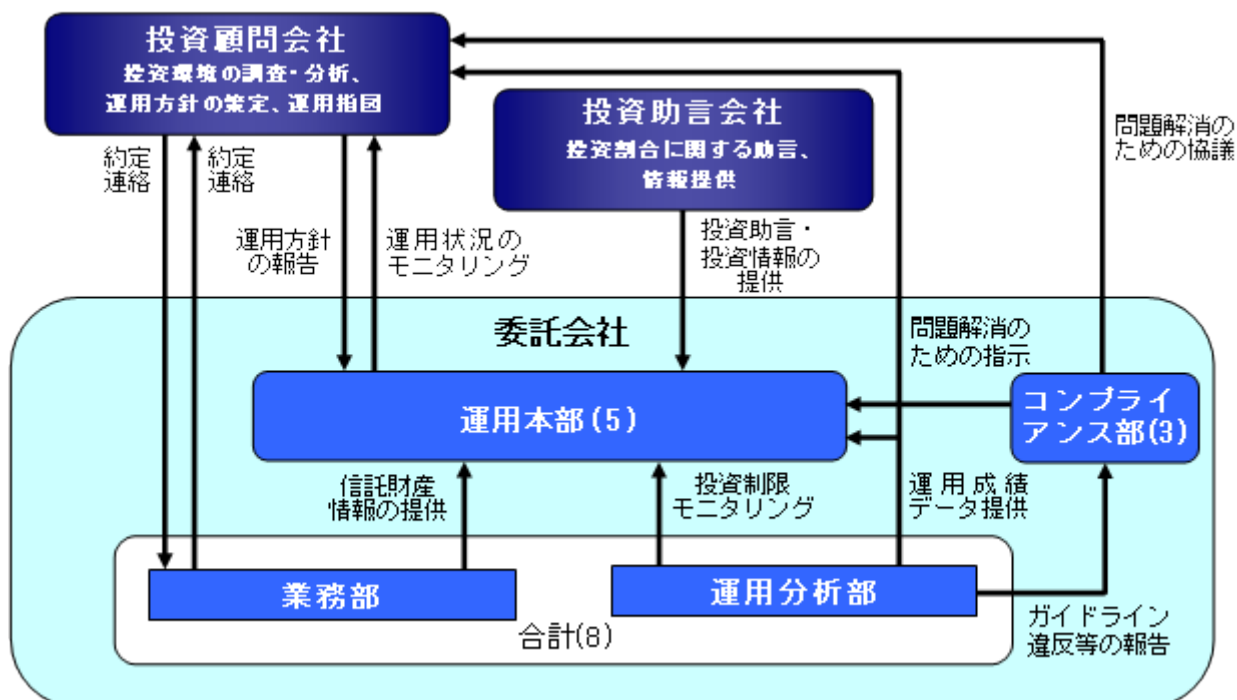 投資顧問会社
投資環境の調査・分析、
運用方針の策定、運用指図
投資助言会社
投資割合に関する助言、
情報提供
問題解消の
ための協議
約定
連絡
約定
連絡
運用方針
の報告
運用状況の
モニタリング
投資助言・
投資情報の
提供
委託会社
問題解消の
ための指示
運用本部(5)
コンプライ
アンス部(3)
信託財産
情報の提供
投資制限
モニタリング
運用成績
データ提供
業務部
運用分析部
合計(8)
ガイドライン
違反等の報告